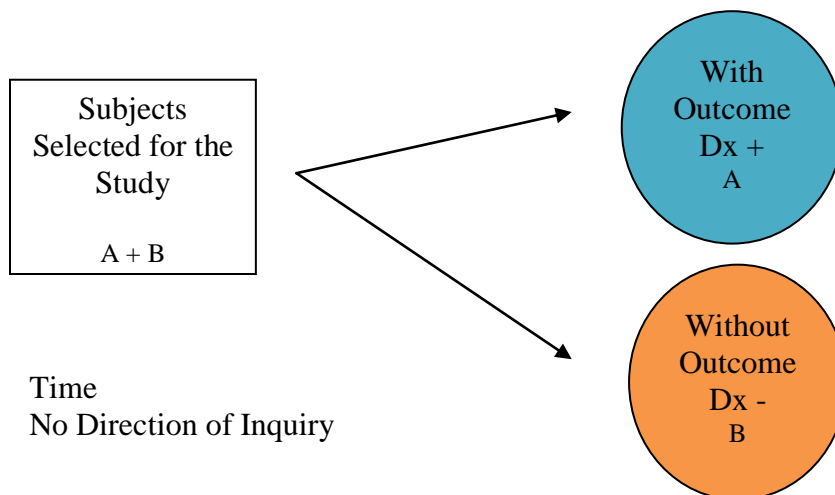 Subjects
Selected for the
Study
A + B
With
Outcome
Dx +
A
Without
Outcome
Dx -
B
Time
No Direction of Inquiry